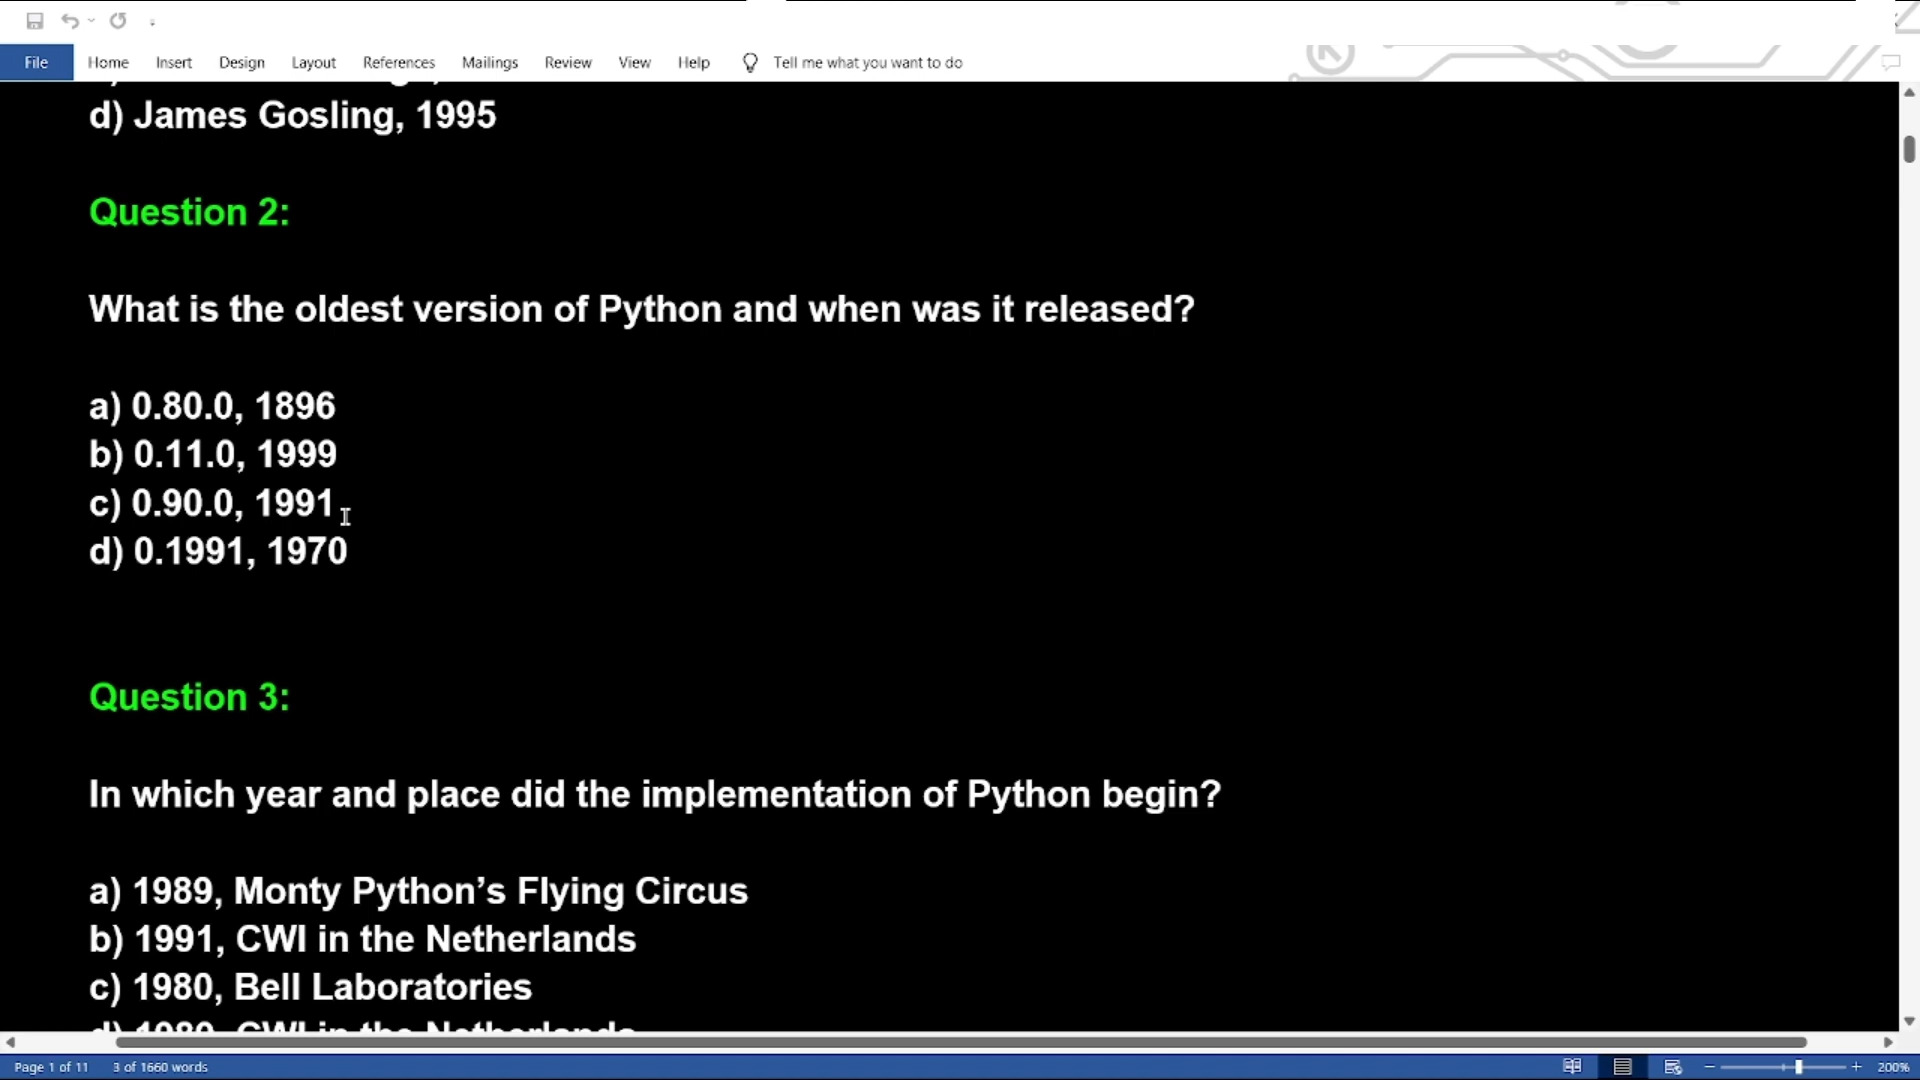 File Home Insert Design Layout References Mailings Review View Help Tell me what you want to do
d) James Gosling, 1995
Question 2:
What is the oldest version of Python and when was it released?
a) 0.80.0, 1896
b) 0.11.0, 1999
c) 0.90.0, 1991
d) 0.1991, 1970
Question 3:
In which year and place did the implementation of Python begin?
a) 1989, Monty Python’s Flying Circus
b) 1991, CWI in the Netherlands
c) 1980, Bell Laboratories
CWI in the Netherlands
Page 1 of 11 3 of 1660 words 200%